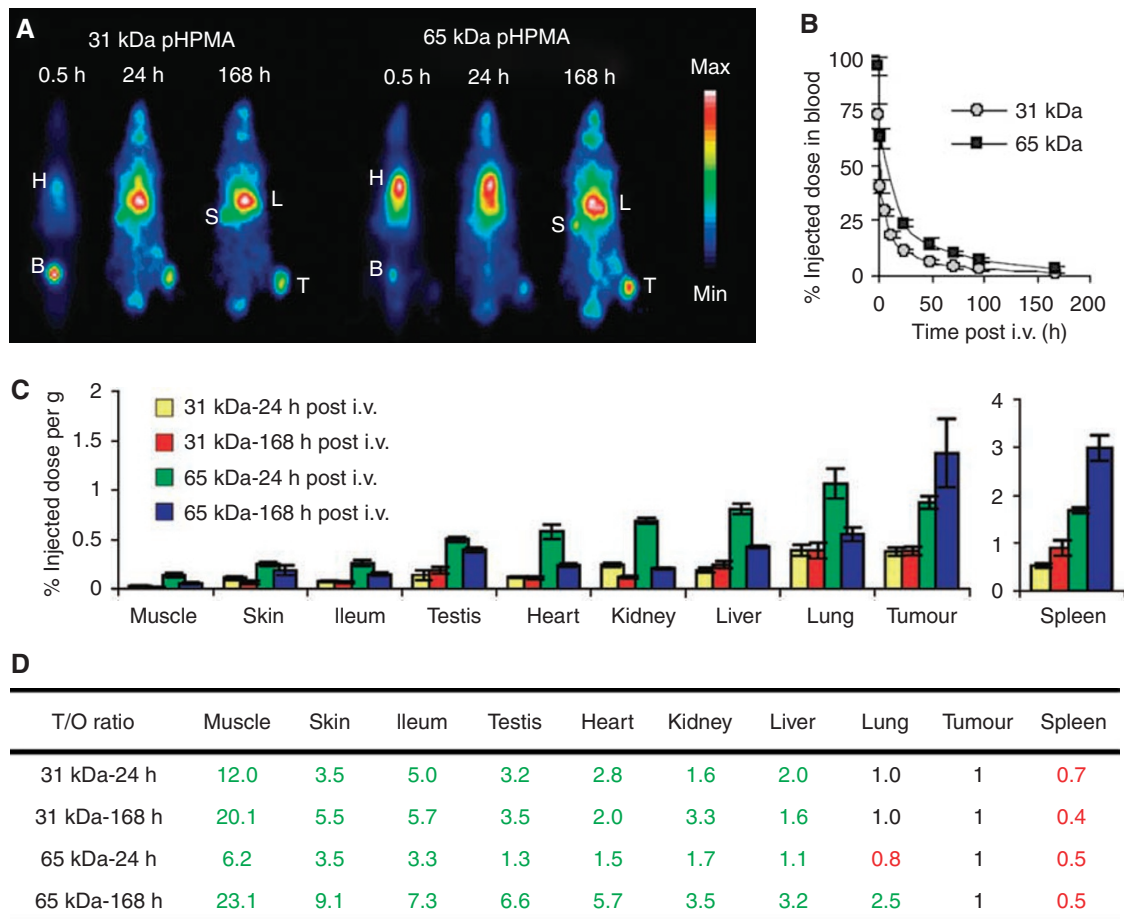 A
31 kDa pHPMA
65 kDa pHPMA
0.5 h 24 h 168 h
0.5 h 24 h 168 h
Max
H
B
S
L
T
H
B
S
L
T
Min
B
% Injected dose in blood
100
75
50
25
0
31 kDa
65 kDa
0 50 100 150 200
Time post i.v. (h)
C
% Injected dose per g
2
1.5
1
0.5
0
31 kDa-24 h post i.v.
31 kDa-168 h post i.v.
65 kDa-24 h post i.v.
65 kDa-168 h post i.v.
Muscle Skin Ileum Testis Heart Kidney Liver Lung Tumour
4
3
2
1
0
Spleen
D
T/O ratio Muscle Skin Ileum Testis Heart Kidney Liver Lung Tumour Spleen
31 kDa-24 h 12.0 3.5 5.0 3.2 2.8 1.6 2.0 1.0 1 0.7
31 kDa-168 h 20.1 5.5 5.7 3.5 2.0 3.3 1.6 1.0 1 0.4
65 kDa-24 h 6.2 3.5 3.3 1.3 1.5 1.7 1.1 0.8 1 0.5
65 kDa-168 h 23.1 9.1 7.3 6.6 5.7 3.5 3.2 2.5 1 0.5